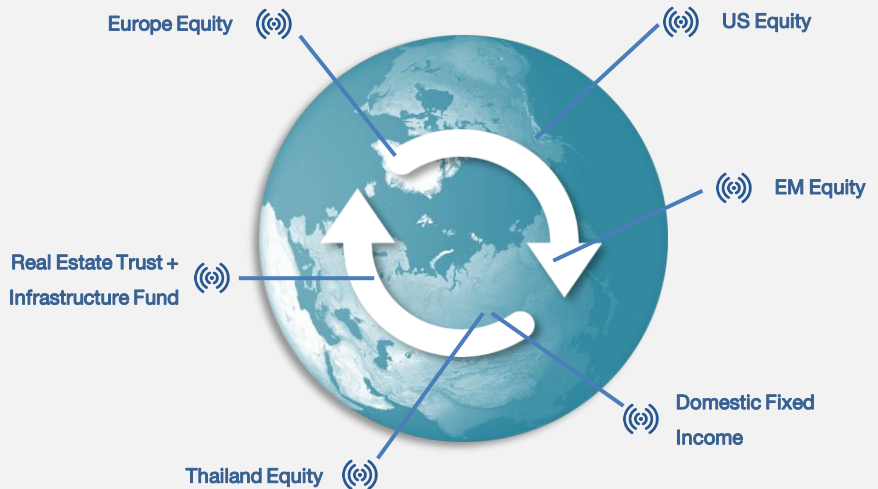 Europe Equity
US Equity
EM Equity
Real Estate Trust +
Infrastructure Fund
Domestic Fixed
Income
Thailand Equity